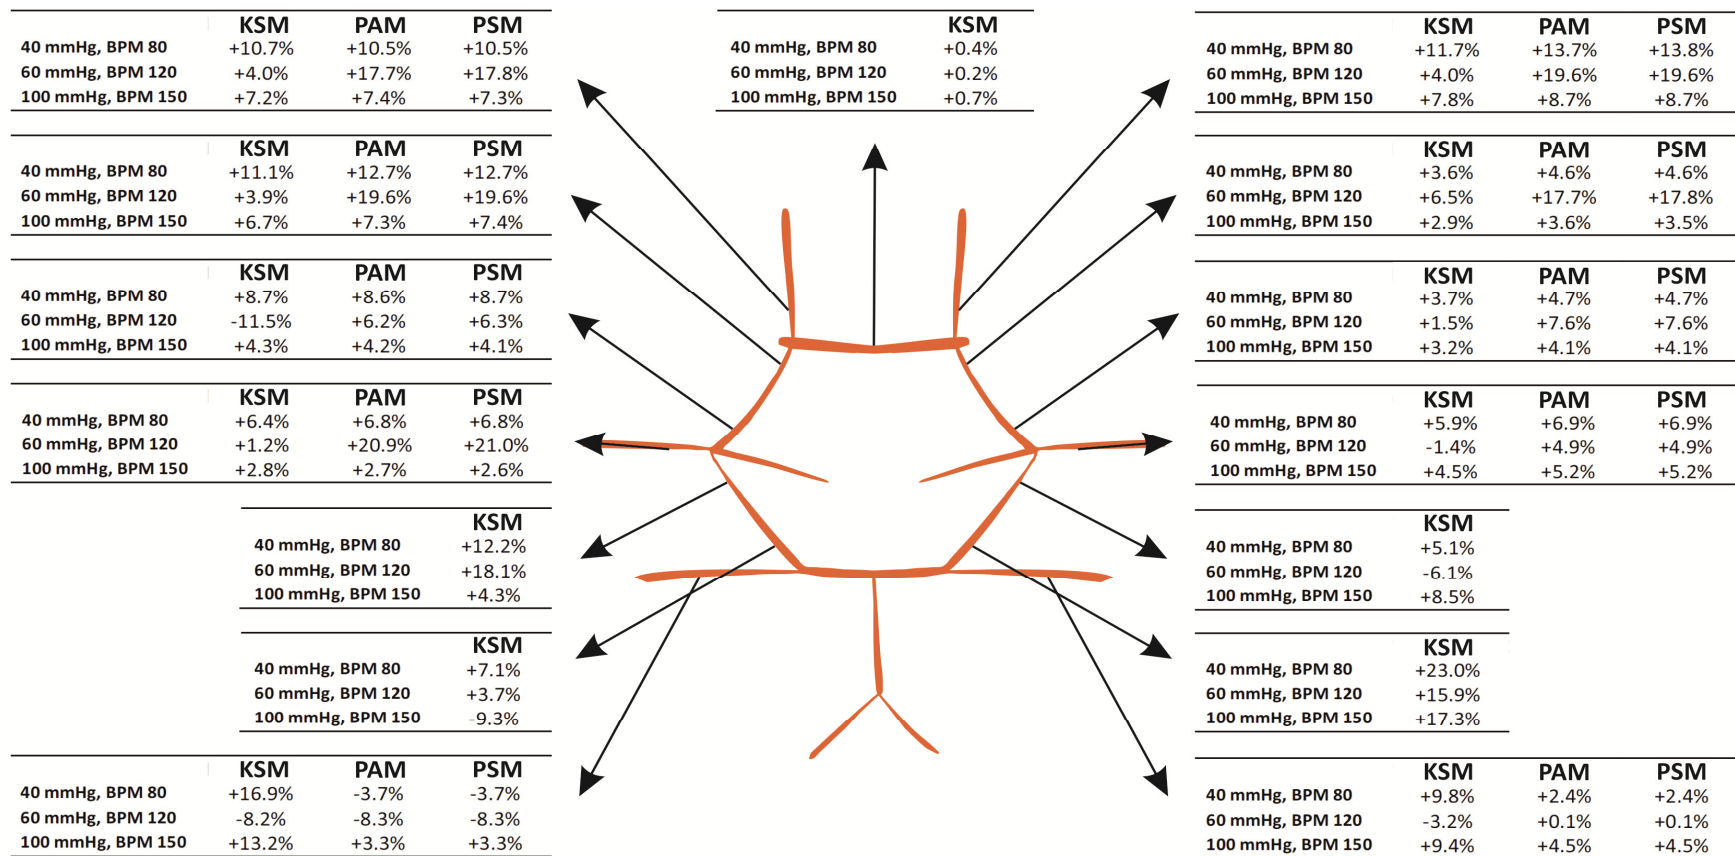 KSM PAM PSM
40 mmHg, BPM 80 +10.7% +10.5% +10.5%
60 mmHg, BPM 120 +4.0% +17.7% +17.8%
100 mmHg, BPM 150 +7.2% +7.4% +7.3%
KSM PAM PSM
40 mmHg, BPM 80 +11.1% +12.7% +12.7%
60 mmHg, BPM 120 +3.9% +19.6% +19.6%
100 mmHg, BPM 150 +6.7% +7.3% +7.4%
KSM PAM PSM
40 mmHg, BPM 80 +8.7% +8.6% +8.7%
60 mmHg, BPM 120 -11.5% +6.2% +6.3%
100 mmHg, BPM 150 +4.3% +4.2% +4.1%
KSM PAM PSM
40 mmHg, BPM 80 +6.4% +6.8% +6.8%
60 mmHg, BPM 120 +1.2% +20.9% +21.0%
100 mmHg, BPM 150 +2.8% +2.7% +2.6%
KSM
40 mmHg, BPM 80 +12.2%
60 mmHg, BPM 120 +18.1%
100 mmHg, BPM 150 +4.3%
KSM
40 mmHg, BPM 80 +7.1%
60 mmHg, BPM 120 +3.7%
100 mmHg, BPM 150 -9.3%
KSM PAM PSM
40 mmHg, BPM 80 +16.9% -3.7% -3.7%
60 mmHg, BPM 120 -8.2% -8.3% -8.3%
100 mmHg, BPM 150 +13.2% +3.3% +3.3%
KSM
40 mmHg, BPM 80 +0.4%
60 mmHg, BPM 120 +0.2%
100 mmHg, BPM 150 +0.7%
KSM PAM PSM
40 mmHg, BPM 80 +11.7% +13.7% +13.8%
60 mmHg, BPM 120 +4.0% +19.6% +19.6%
100 mmHg, BPM 150 +7.8% +8.7% +8.7%
KSM PAM PSM
40 mmHg, BPM 80 +3.6% +4.6% +4.6%
60 mmHg, BPM 120 +6.5% +17.7% +17.8%
100 mmHg, BPM 150 +2.9% +3.6% +3.5%
KSM PAM PSM
40 mmHg, BPM 80 +3.7% +4.7% +4.7%
60 mmHg, BPM 120 +1.5% +7.6% +7.6%
100 mmHg, BPM 150 +3.2% +4.1% +4.1%
KSM PAM PSM
40 mmHg, BPM 80 +5.9% +6.9% +6.9%
60 mmHg, BPM 120 -1.4% +4.9% +4.9%
100 mmHg, BPM 150 +4.5% +5.2% +5.2%
KSM
40 mmHg, BPM 80 +5.1%
60 mmHg, BPM 120 -6.1%
100 mmHg, BPM 150 +8.5%
KSM
40 mmHg, BPM 80 +23.0%
60 mmHg, BPM 120 +15.9%
100 mmHg, BPM 150 +17.3%
KSM PAM PSM
40 mmHg, BPM 80 +9.8% +2.4% +2.4%
60 mmHg, BPM 120 -3.2% +0.1% +0.1%
100 mmHg, BPM 150 +9.4% +4.5% +4.5%